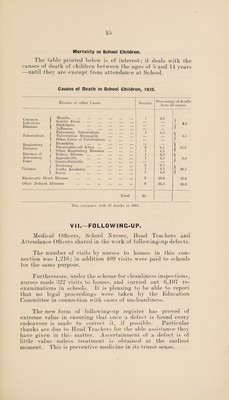 15
Mortality in School Children.
The table printed below is of interest; it deals with the
causes of death of children between the ages of 5 and 14 years
—until they are exempt from attendance at School.
Causes of Death in School Children, 1932.
Disease or other Cause. Number Percentage of deaths
from all causes
Common
Infectious
Diseases
Measles
Scarlet Fever
Diphtheria
Influenza
Tuberculosis
Pulmonary Tuberculosis
Tuberculous Meningitis
Other forms of Tuberculosis
Respiratory
Diseases
Bronchitis
Pneumonia—all forms
Other Respiratory
Diseases of
Alimentary
Organs
Kidney Disease
Appendicitis
Gastro-Enteritis
Violence
Drowning
Traffic Accidents
Burns
Rheumatic Heart Disease
Other Defined Diseases
Total
This compares with 45 deaths in 1931.
VII.—FOLLOWING-UP.
Medical Officers, School Nurses, Head Teachers and
Attendance Officers shared in the work of following-up defects.
The number of visits by nurses to homes in this con-
nection was 1,216; in addition 469 visits were paid to schools
for the same purpose.
Furthermore, under the scheme for cleanliness inspections,
nurses made 322 visits to homes, and carried out 6,107 re-
examinations in schools. It is pleasing to be able to report
that no legal proceedings were taken by the Education
Committee in connection with cases of uncleanliness.
The new form of following-up register has proved of
extreme value in ensuring that once a defect is found every
endeavour is made to correct it, if possible. Particular
thanks are due to Head Teachers for the able assistance they
have given in this matter. Ascertainment of a defect is of
little value unless treatment is obtained at the earliest
moment. This is preventive medicine in its truest sense.